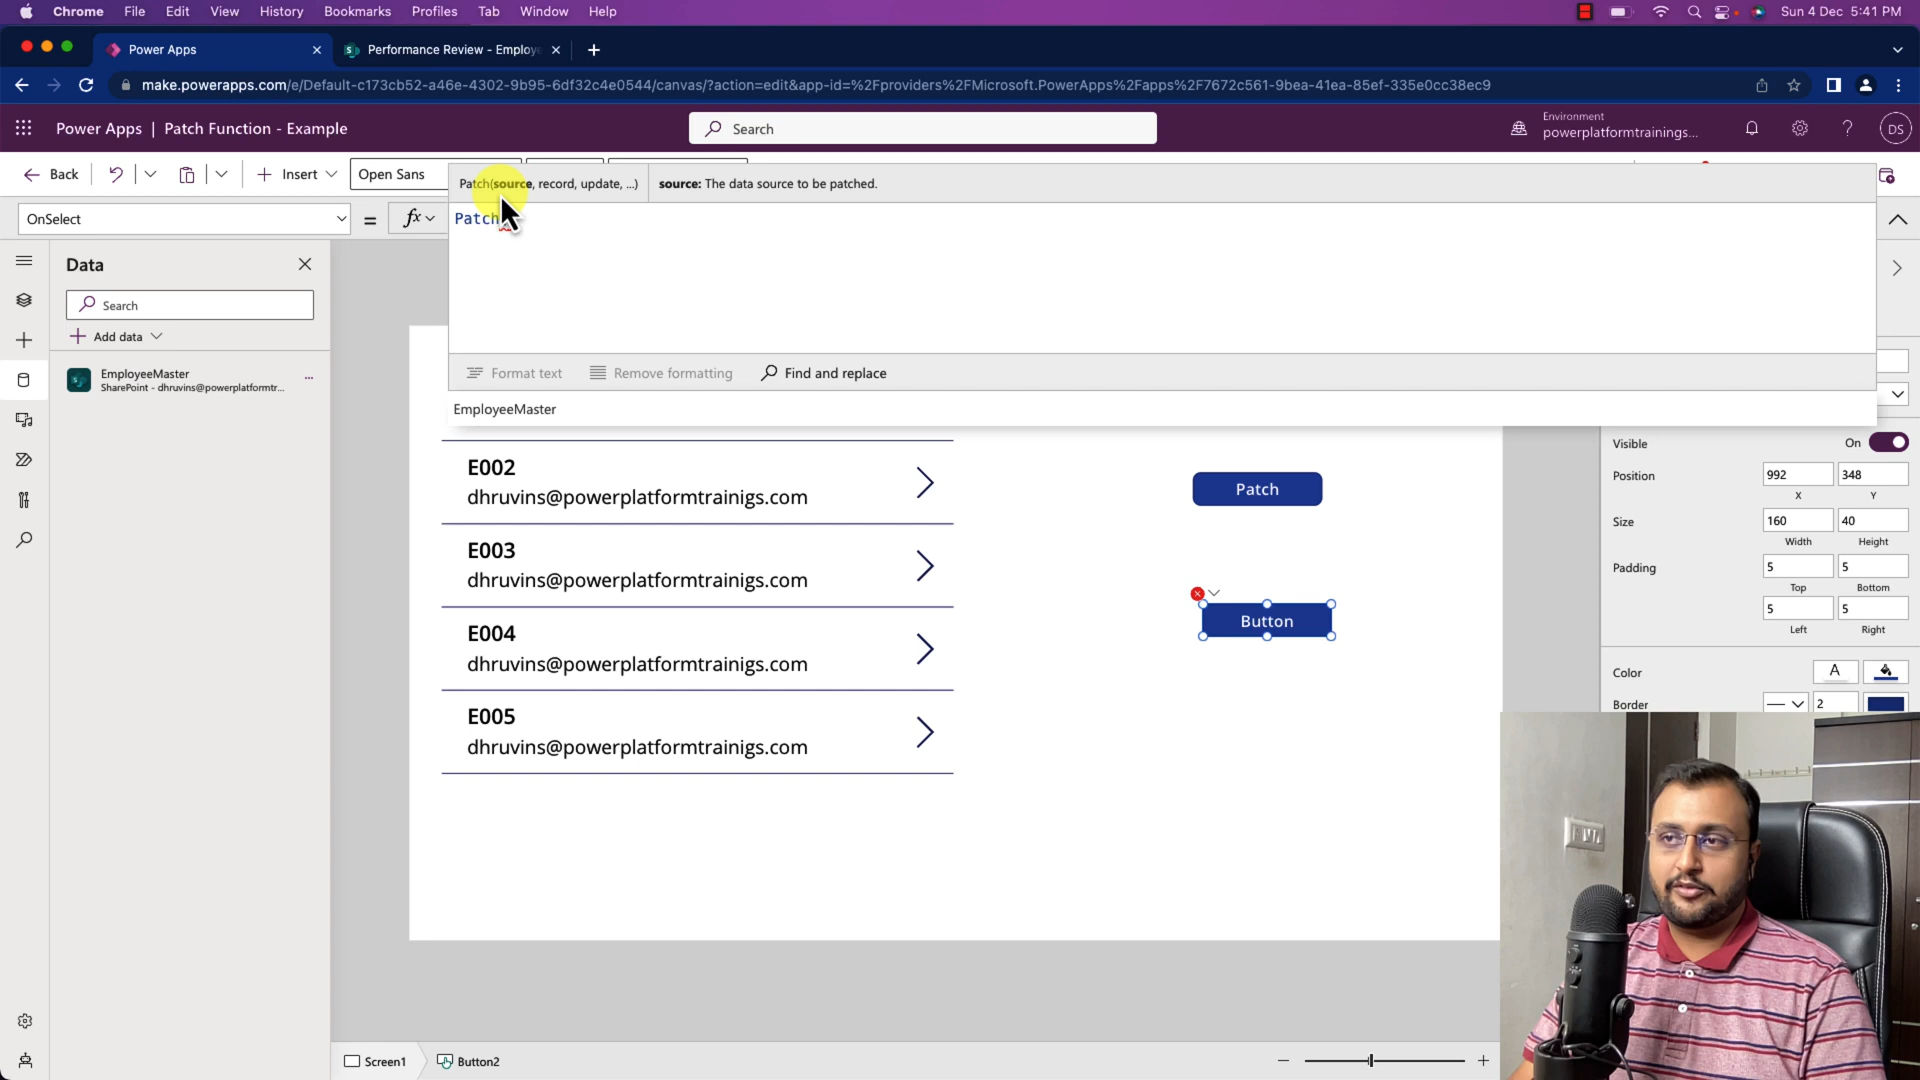 Chrome File Edit View History Bookmarks Profiles Tab Window Help Sun 4 Dec 5:41 PM
Power Apps Performance Review - Employe
make.powerapps.com/e/Default-c173cb52-a46e-4302-9b95-6df32c4e0544/canvas/?action=edit&app-id=%2Fproviders%2FMicrosoft.PowerApps%2Fapps%2F7672c561-9bea-41ea-85ef-335e0cc38ec9
Power Apps | Patch Function - Example Search Environment
powerplatformtrainings... DS
Back Insert Open Sans
Patch(source, record, update, ...) source: The data source to be patched.
OnSelect = fx Patch
Data
Search
Add data
EmployeeMaster
SharePoint - dhruvins@powerplatformtr...
Format text Remove formatting Find and replace
EmployeeMaster
E002
dhruvins@powerplatformtrainigs.com
E003
dhruvins@powerplatformtrainigs.com
E004
dhruvins@powerplatformtrainigs.com
E005
dhruvins@powerplatformtrainigs.com
Patch
Button
Visible On
Position 992 348
X Y
Size 160 40
Width Height
Padding 5 5
Top Bottom
5 5
Left Right
Color A
Border 2
Screen1 Button2